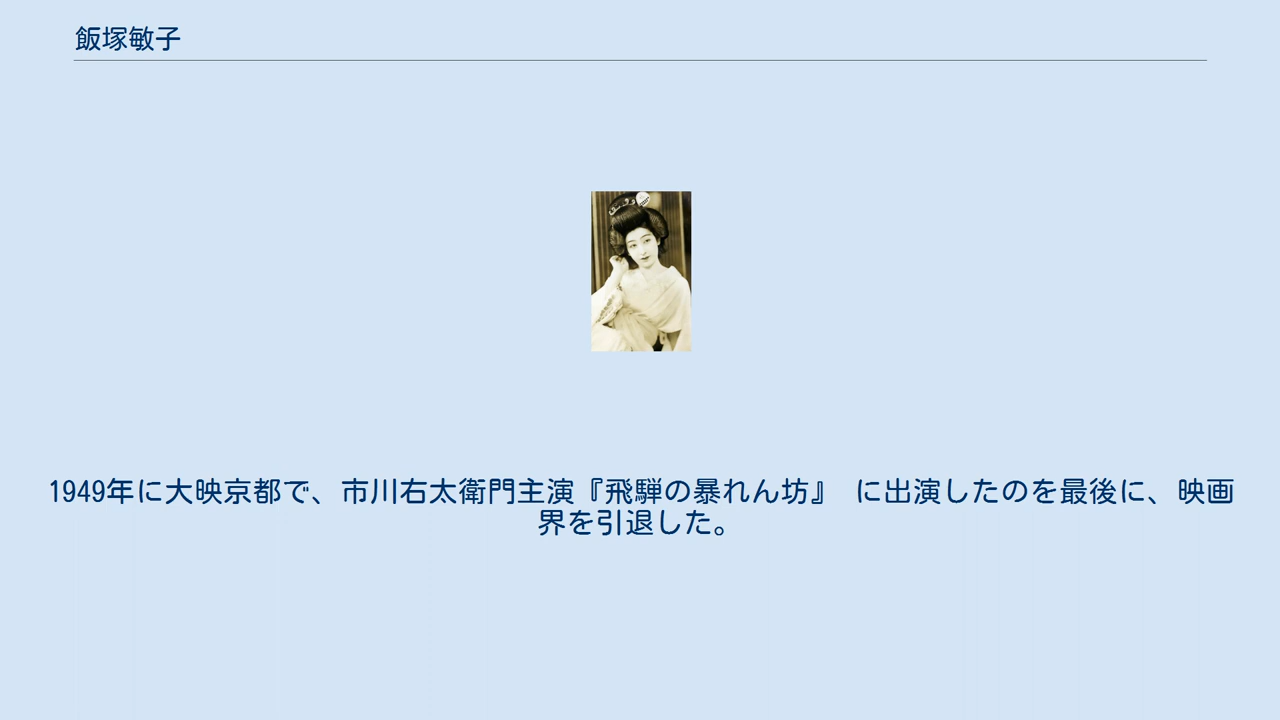 飯塚敏子
1949年に大映京都で、市川右太衛門主演『飛騨の暴れん坊』 に出演したのを最後に、映画
界を引退した。